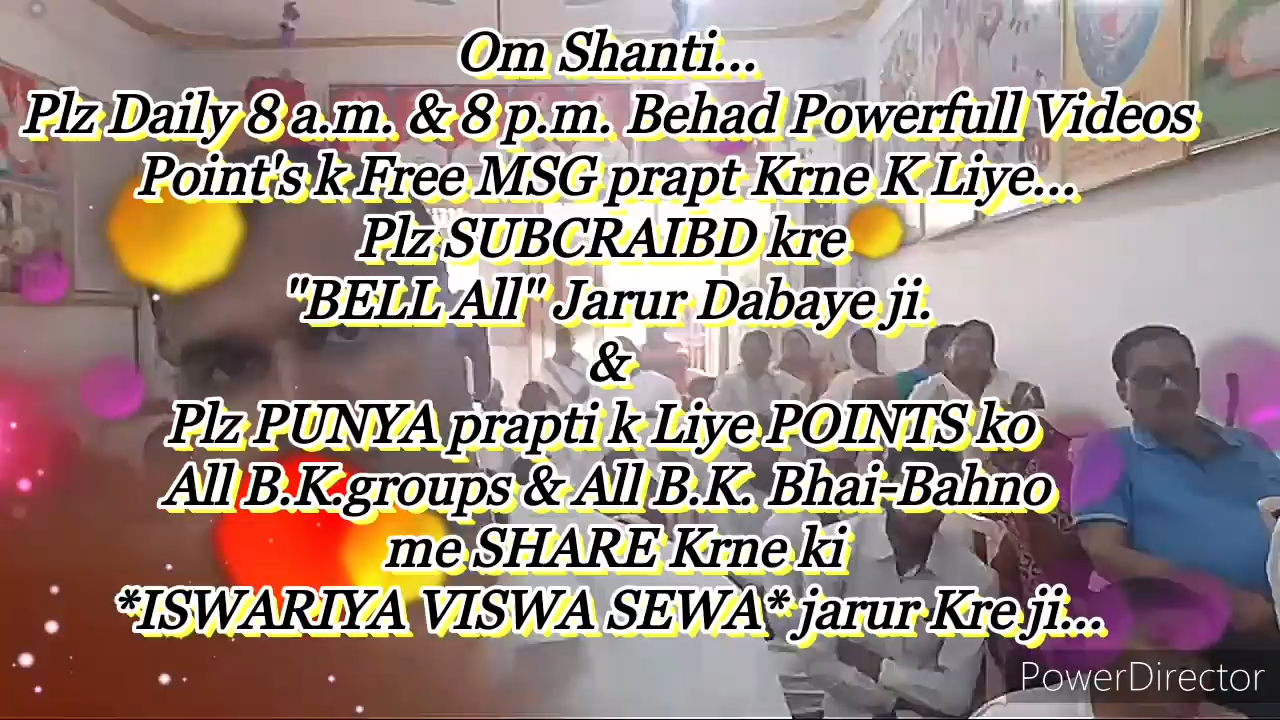 Om Shanti...
Plz Daily 8 a.m. & 8 p.m. Behad Powerfull Videos
Point's k Free MSG prapt Krne K Liye...
Plz SUBCRAIBD kre
"BELL All" Jarur Dabaye ji.
&
Plz PUNYA prapti k Liye POINTS ko
All B.K.groups & All B.K. Bhai-Bahno
me SHARE Krne ki
*ISWARIYA VISWA SEWA* jarur Kre ji...
PowerDirector